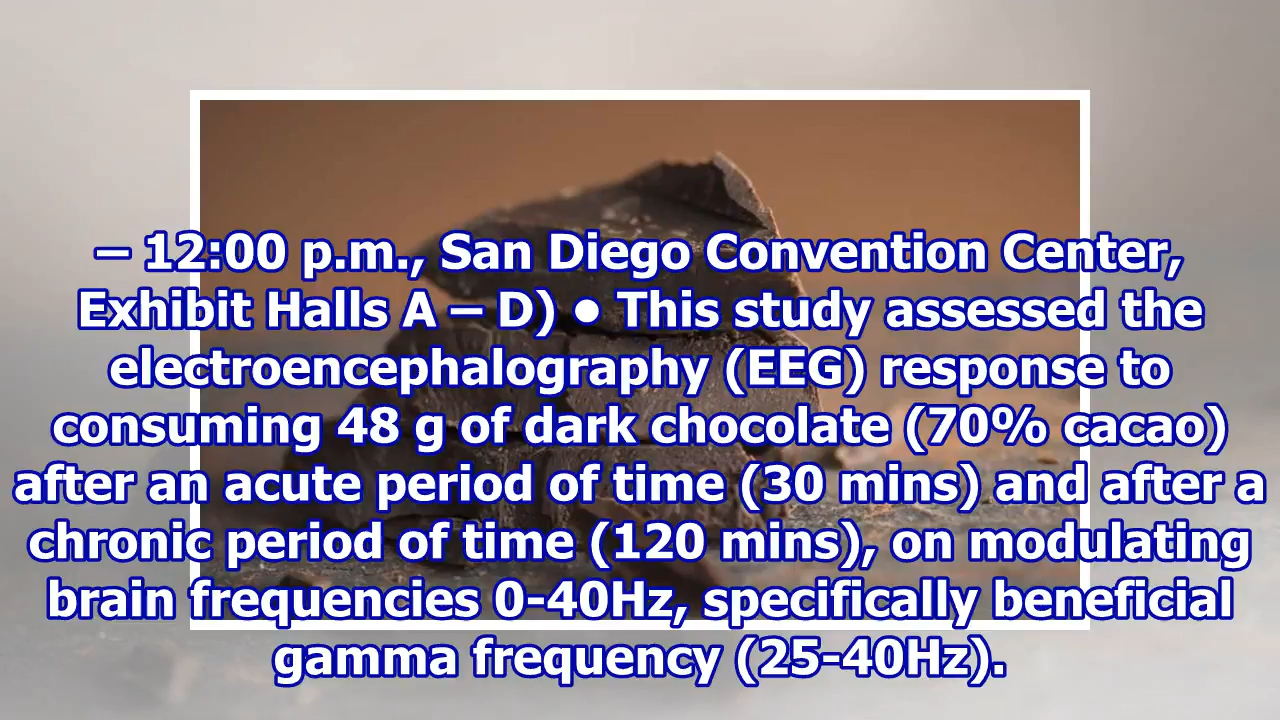 – 12:00 p.m., San Diego Convention Center,
Exhibit Halls A – D) ● This study assessed the
electroencephalography (EEG) response to
consuming 48 g of dark chocolate (70% cacao)
after an acute period of time (30 mins) and after a
chronic period of time (120 mins), on modulating
brain frequencies 0-40Hz, specifically beneficial
gamma frequency (25-40Hz).